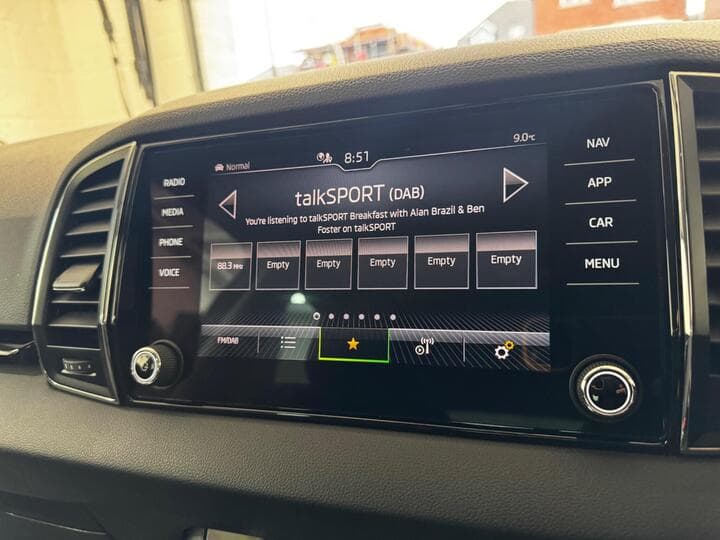 RADIO
MEDIA
PHONE
VOICE
Normal
8:51
9.0°C
talkSPORT (DAB)
You're listening to talkSPORT Breakfast with Alan Brazil & Ben
Foster on talkSPORT
88.3 MHz Empty Empty Empty Empty Empty
FM/DAB
NAV
APP
CAR
MENU